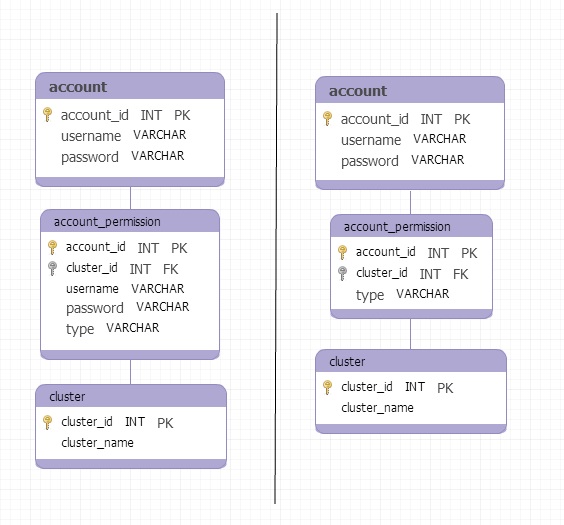 account
account_id INT PK
username VARCHAR
password VARCHAR
account_permission
account_id INT PK
cluster_id INT FK
username VARCHAR
password VARCHAR
type VARCHAR
cluster
cluster_id INT PK
cluster_name
account
account_id INT PK
username VARCHAR
password VARCHAR
account_permission
account_id INT PK
cluster_id INT FK
type VARCHAR
cluster
cluster_id INT PK
cluster_name